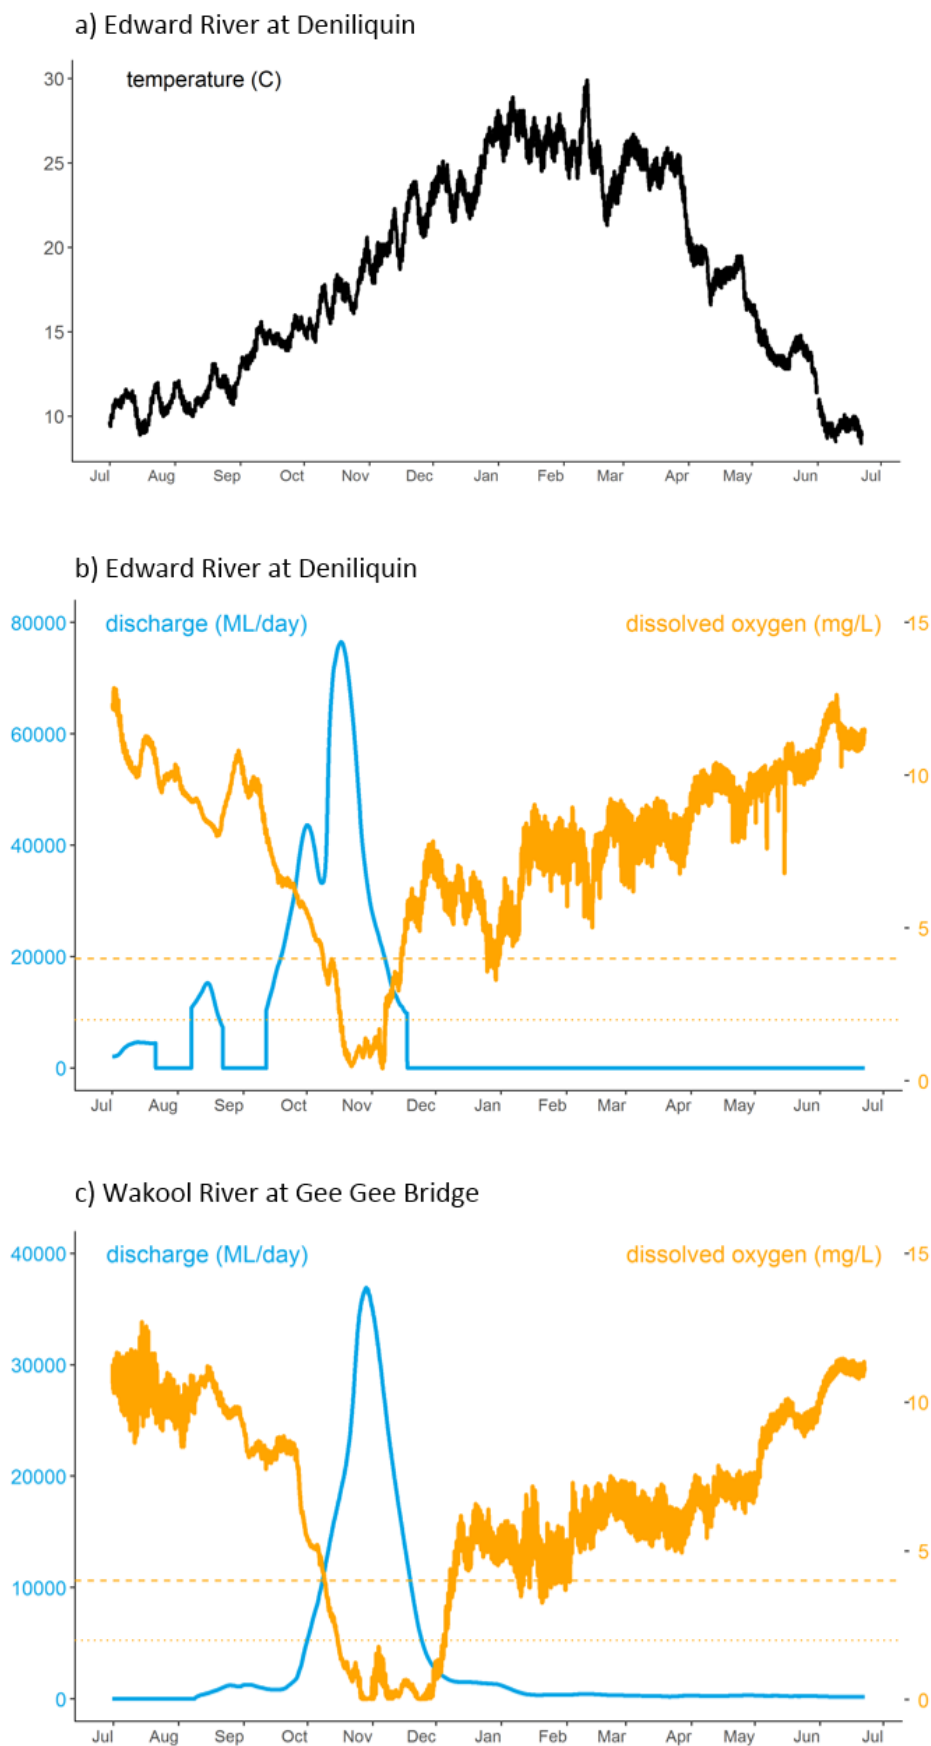 a) Edward River at Deniliquin
temperature (C)
30
25
20
15
10
Jul Aug Sep Oct Nov Dec Jan Feb Mar Apr May Jun Jul
b) Edward River at Deniliquin
discharge (ML/day) dissolved oxygen (mg/L)
80000 15
60000
10
40000
5
20000
0 0
Jul Aug Sep Oct Nov Dec Jan Feb Mar Apr May Jun Jul
c) Wakool River at Gee Gee Bridge
discharge (ML/day) dissolved oxygen (mg/L)
40000 15
30000
10
20000
5
10000
0 0
Jul Aug Sep Oct Nov Dec Jan Feb Mar Apr May Jun Jul